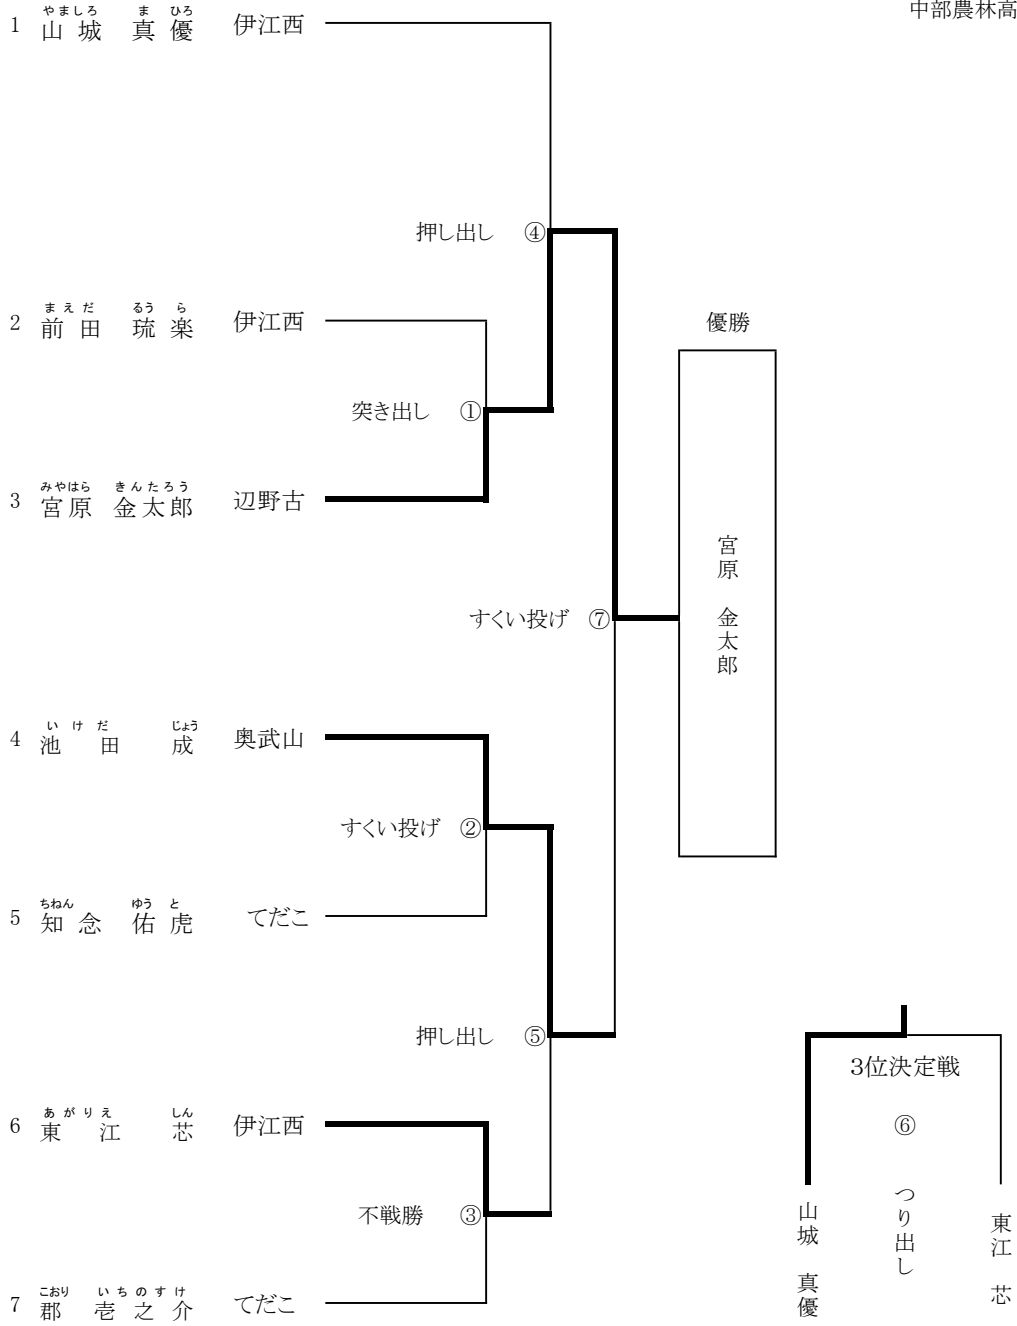 中部農林高
やましろ ま ひろ
1 山城 真優 伊江西
押し出し ④
まえだ るう ら
2 前田 琉楽 伊江西
優勝
突き出し ①
みやはら きんたろう
3 宮原 金太郎 辺野古
宮原 金太郎
すくい投げ ⑦
いけだ じょう
4 池田 成 奥武山
すくい投げ ②
ちねん ゆう と
5 知念 佑虎 てだこ
押し出し ⑤
3位決定戦
あがりえ しん
6 東江 芯 伊江西
⑥
つり出し
山城 真優
東江 芯
不戦勝 ③
こおり いちのすけ
7 郡 壱之介 てだこ